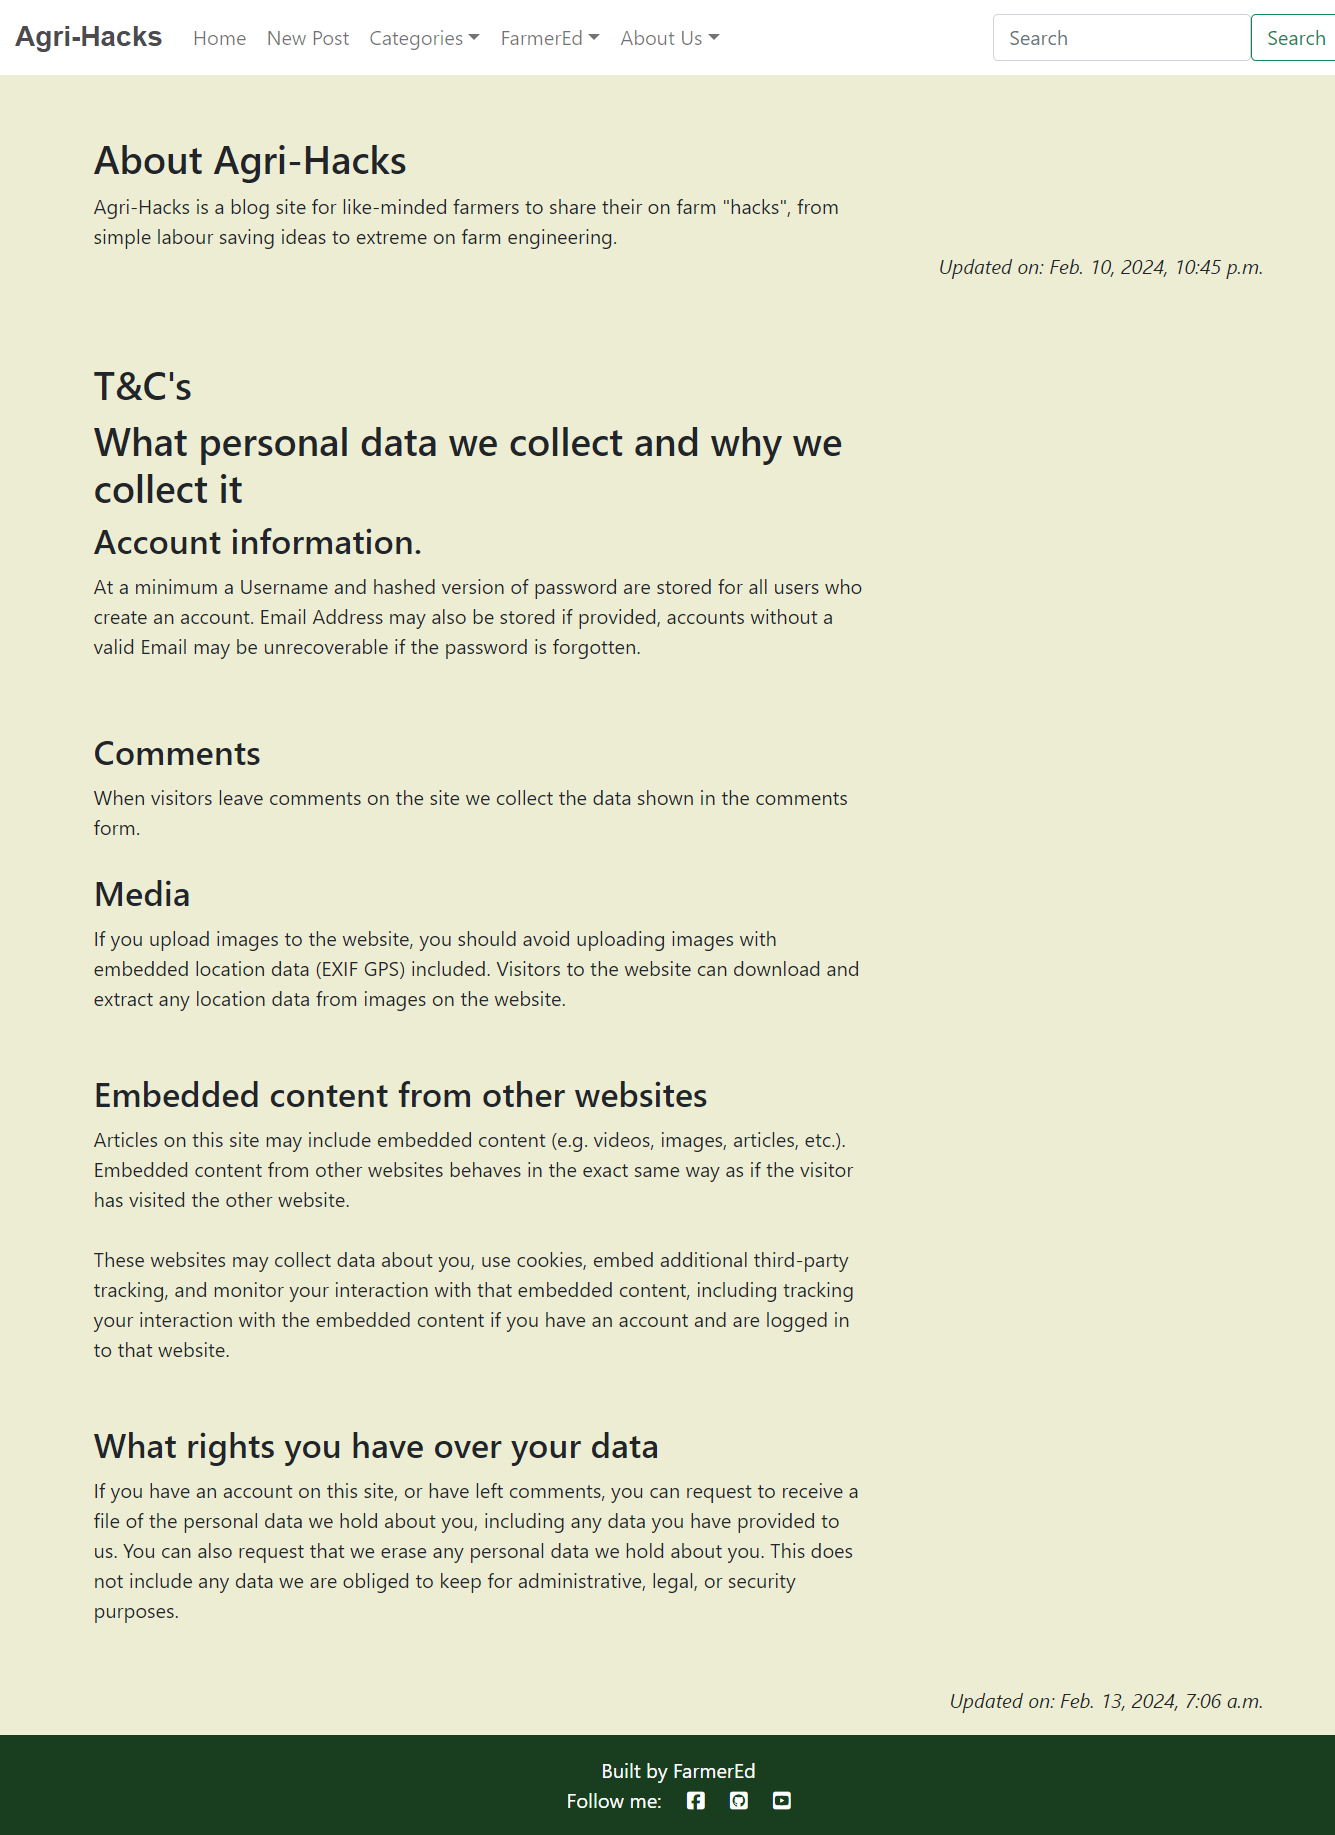 Agri-Hacks Home New Post Categories FarmerEd About Us Search Search
About Agri-Hacks
Agri-Hacks is a blog site for like-minded farmers to share their on farm "hacks", from
simple labour saving ideas to extreme on farm engineering.
Updated on: Feb. 10, 2024, 10:45 p.m.
T&C's
What personal data we collect and why we
collect it
Account information.
At a minimum a Username and hashed version of password are stored for all users who
create an account. Email Address may also be stored if provided, accounts without a
valid Email may be unrecoverable if the password is forgotten.
Comments
When visitors leave comments on the site we collect the data shown in the comments
form.
Media
If you upload images to the website, you should avoid uploading images with
embedded location data (EXIF GPS) included. Visitors to the website can download and
extract any location data from images on the website.
Embedded content from other websites
Articles on this site may include embedded content (e.g. videos, images, articles, etc.).
Embedded content from other websites behaves in the exact same way as if the visitor
has visited the other website.
These websites may collect data about you, use cookies, embed additional third-party
tracking, and monitor your interaction with that embedded content, including tracking
your interaction with the embedded content if you have an account and are logged in
to that website.
What rights you have over your data
If you have an account on this site, or have left comments, you can request to receive a
file of the personal data we hold about you, including any data you have provided to
us. You can also request that we erase any personal data we hold about you. This does
not include any data we are obliged to keep for administrative, legal, or security
purposes.
Updated on: Feb. 13, 2024, 7:06 a.m.
Built by FarmerEd
Follow me: